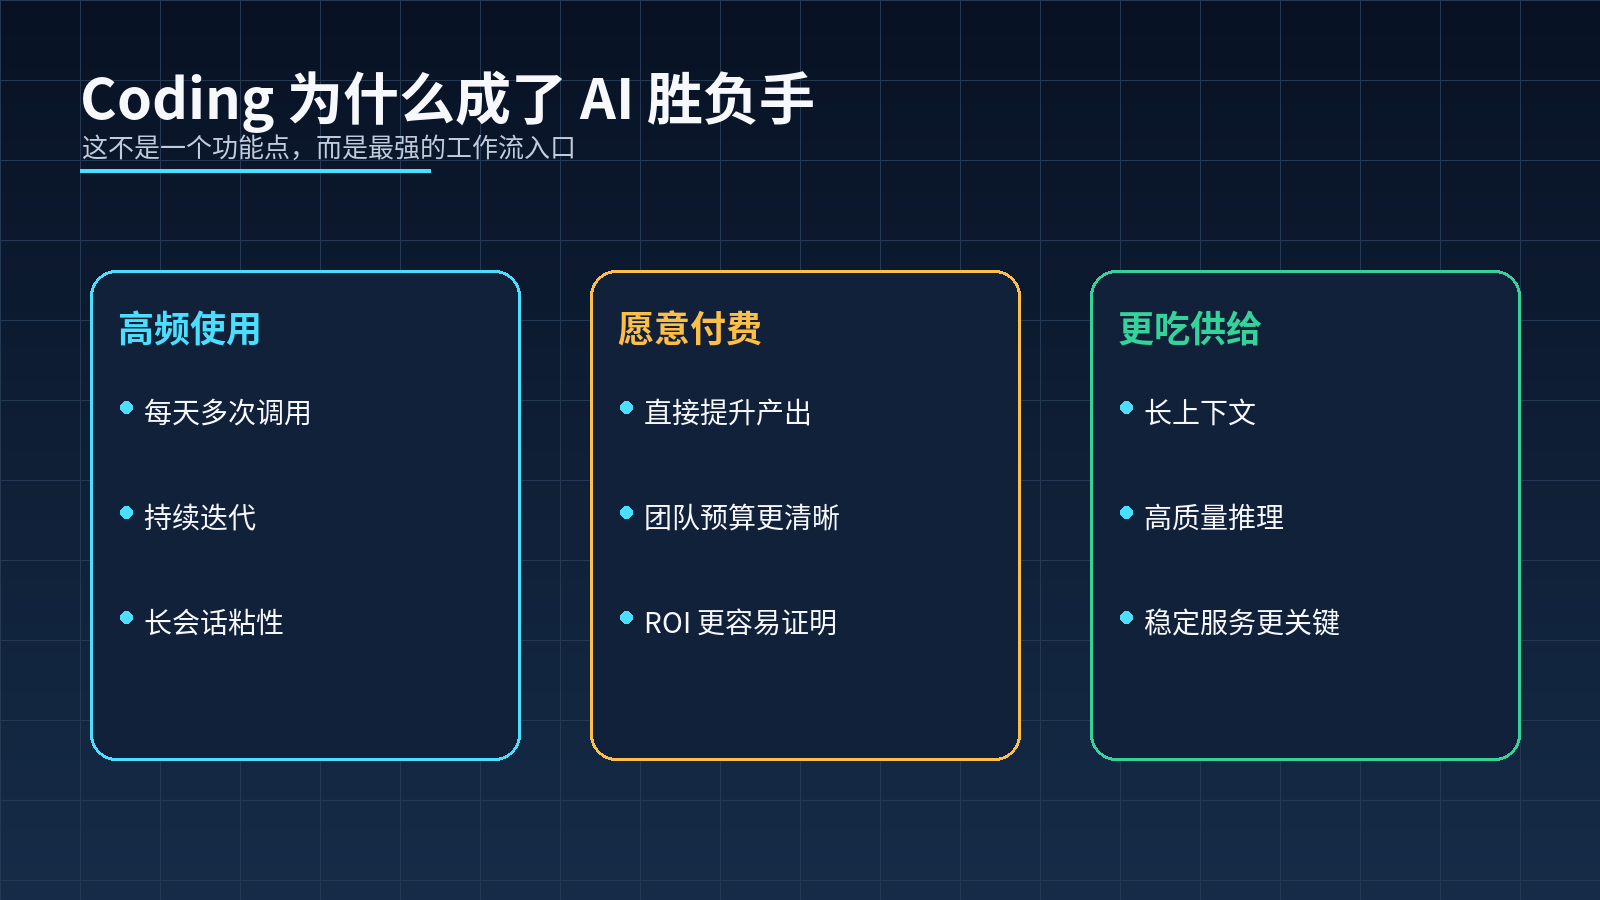 Coding 为什么成了 AI 胜负手
这不是一个功能点，而是最强的工作流入口
高频使用
每天多次调用
持续迭代
长会话粘性
愿意付费
直接提升产出
团队预算更清晰
ROI 更容易证明
更吃供给
长上下文
高质量推理
稳定服务更关键